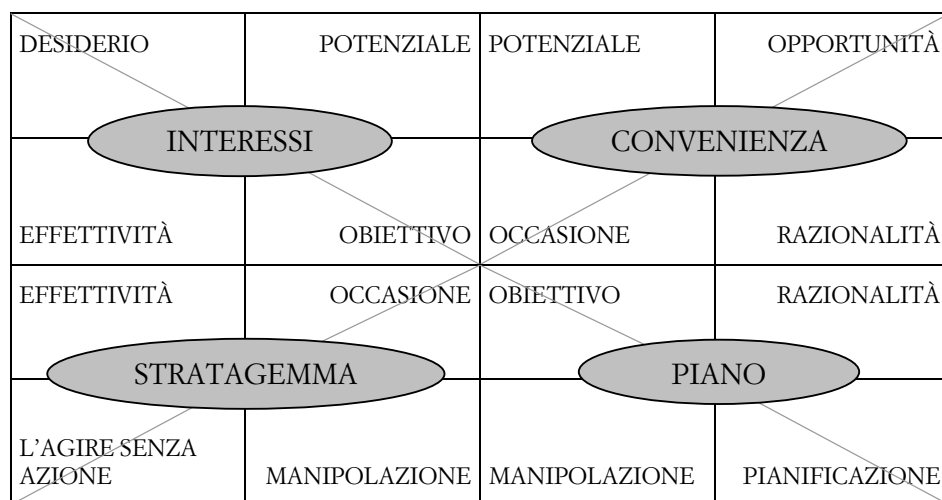 DESIDERIO POTENZIALE POTENZIALE OPPORTUNITÀ
INTERESSI CONVENIENZA
EFFETTIVITÀ OBIETTIVO OCCASIONE RAZIONALITÀ
EFFETTIVITÀ OCCASIONE OBIETTIVO RAZIONALITÀ
STRATAGEMMA PIANO
L'AGIRE SENZA
AZIONE MANIPOLAZIONE MANIPOLAZIONE PIANIFICAZIONE